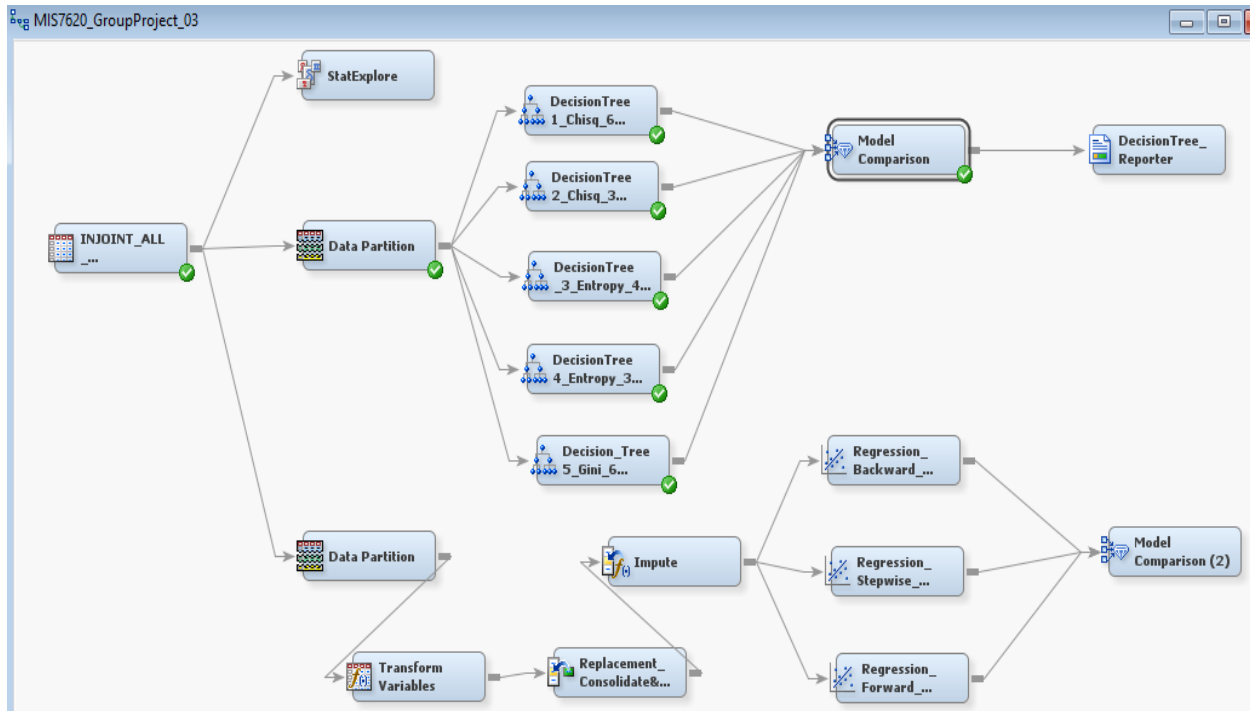 MIS7620_GroupProject_03
StatExplore
DecisionTree
1_Chisq_6...
Model
Comparison
DecisionTree_
Reporter
DecisionTree
2_Chisq_3...
INJOINT_ALL
_...
Data Partition
DecisionTree
_3_Entropy_4...
DecisionTree
4_Entropy_3...
Decision_Tree
5_Gini_6...
Regression_
Backward_...
Data Partition
Impute
Regression_
Stepwise_...
Model
Comparison (2)
Transform
Variables
Replacement_
Consolidate&...
Regression_
Forward_...